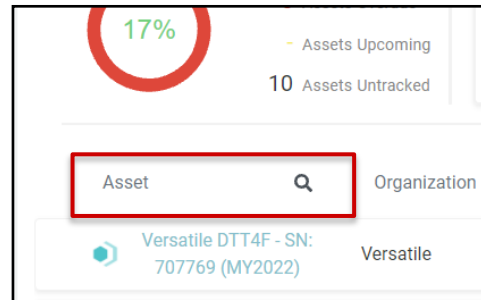 17%
- Assets Upcoming
10 Assets Untracked
Asset
Organization
Versatile DTT4F - SN:
707769 (MY2022)
Versatile